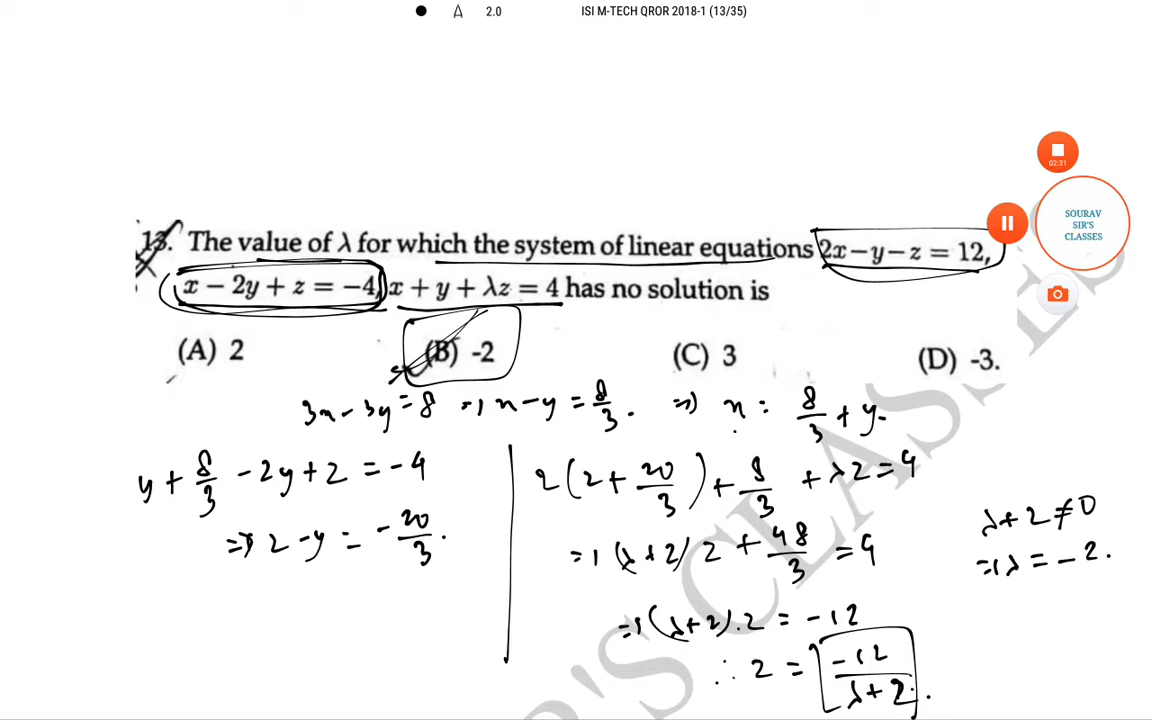 2.0 ISI M-TECH QROR 2018-1 (13/35)
02:31
SOURAV
SIR'S
CLASSES
13. The value of λ for which the system of linear equations 2x−y−z = 12,
x − 2y + z = −4, x + y + λz = 4 has no solution is
(A) 2 (B) -2 (C) 3 (D) -3.
3x − 3y = 8 ⇒ x − y = 8/3. ⇒ x = 8/3 + y
y + 8/3 − 2y + z = −4
⇒ z − y = −20/3.
2(z + 20/3) + 8/3 + λz = 4
⇒ (λ+2) z + 48/3 = 4
⇒ (λ+2).z = −12
∴ z = −12/λ+2.
λ+2 ≠ 0
⇒ λ = −2.
'S CLASSES